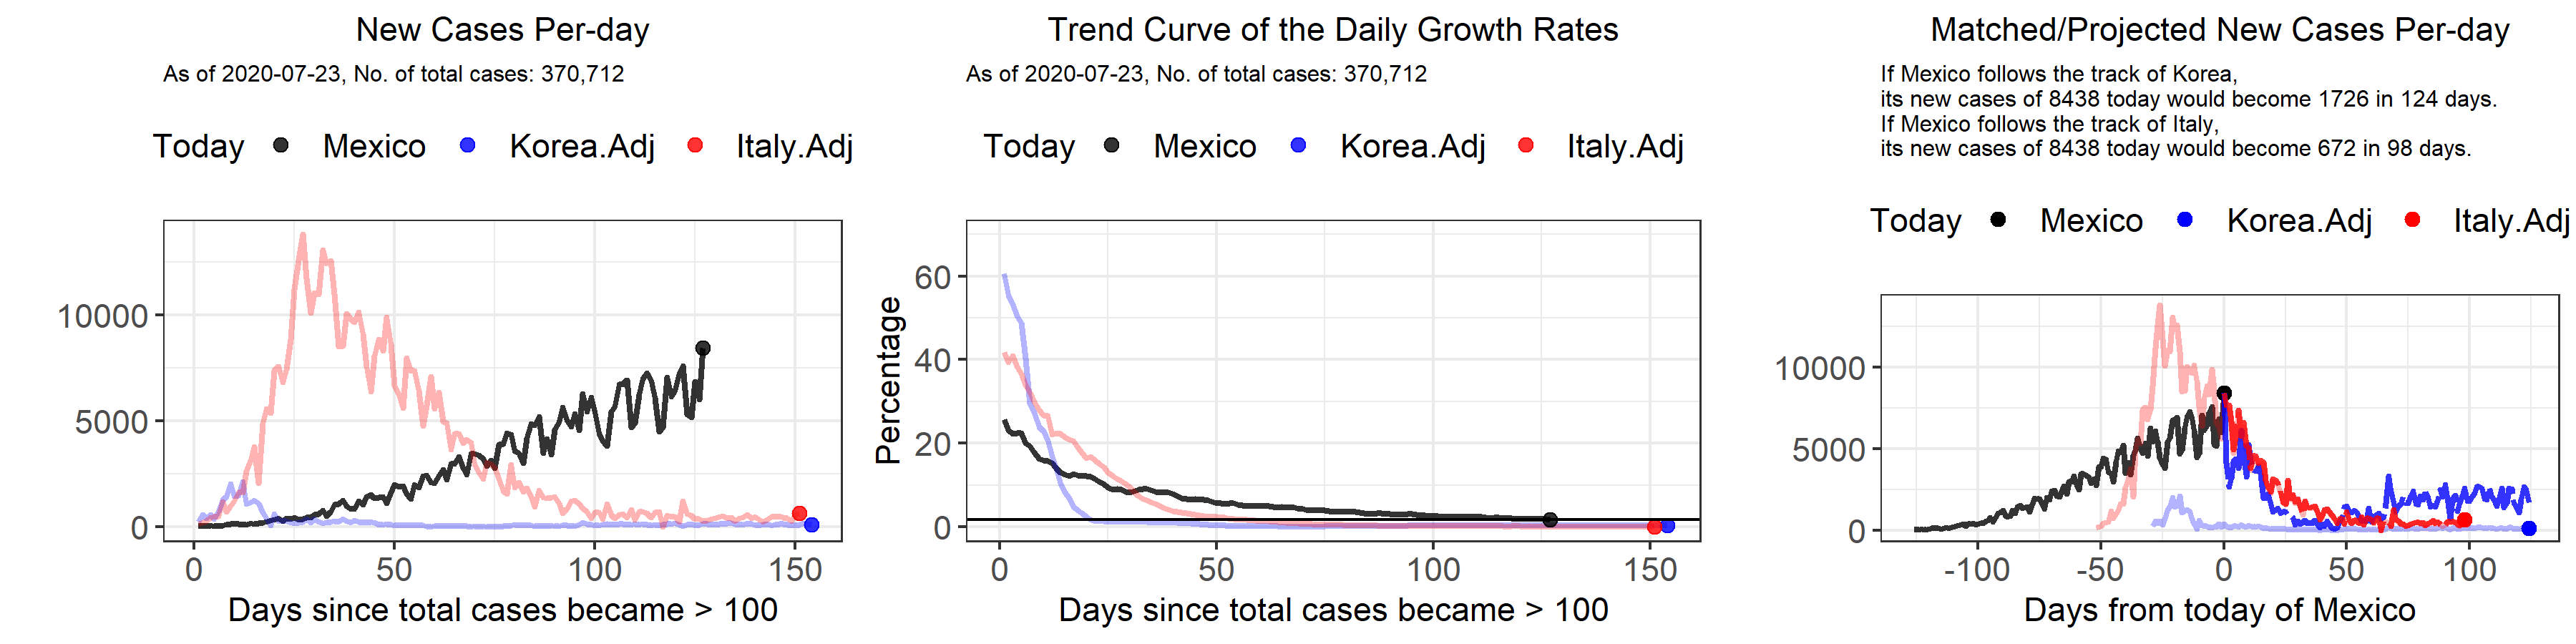 New Cases Per-day
As of 2020-07-23, No. of total cases: 370,712
Today Mexico Korea.Adj Italy.Adj
10000
5000
0
0 50 100 150
Days since total cases became > 100
Trend Curve of the Daily Growth Rates
As of 2020-07-23, No. of total cases: 370,712
Today Mexico Korea.Adj Italy.Adj
Percentage
60
40
20
0
0 50 100 150
Days since total cases became > 100
Matched/Projected New Cases Per-day
If Mexico follows the track of Korea,
its new cases of 8438 today would become 1726 in 124 days.
If Mexico follows the track of Italy,
its new cases of 8438 today would become 672 in 98 days.
Today Mexico Korea.Adj Italy.Adj
10000
5000
0
-100 -50 0 50 100
Days from today of Mexico